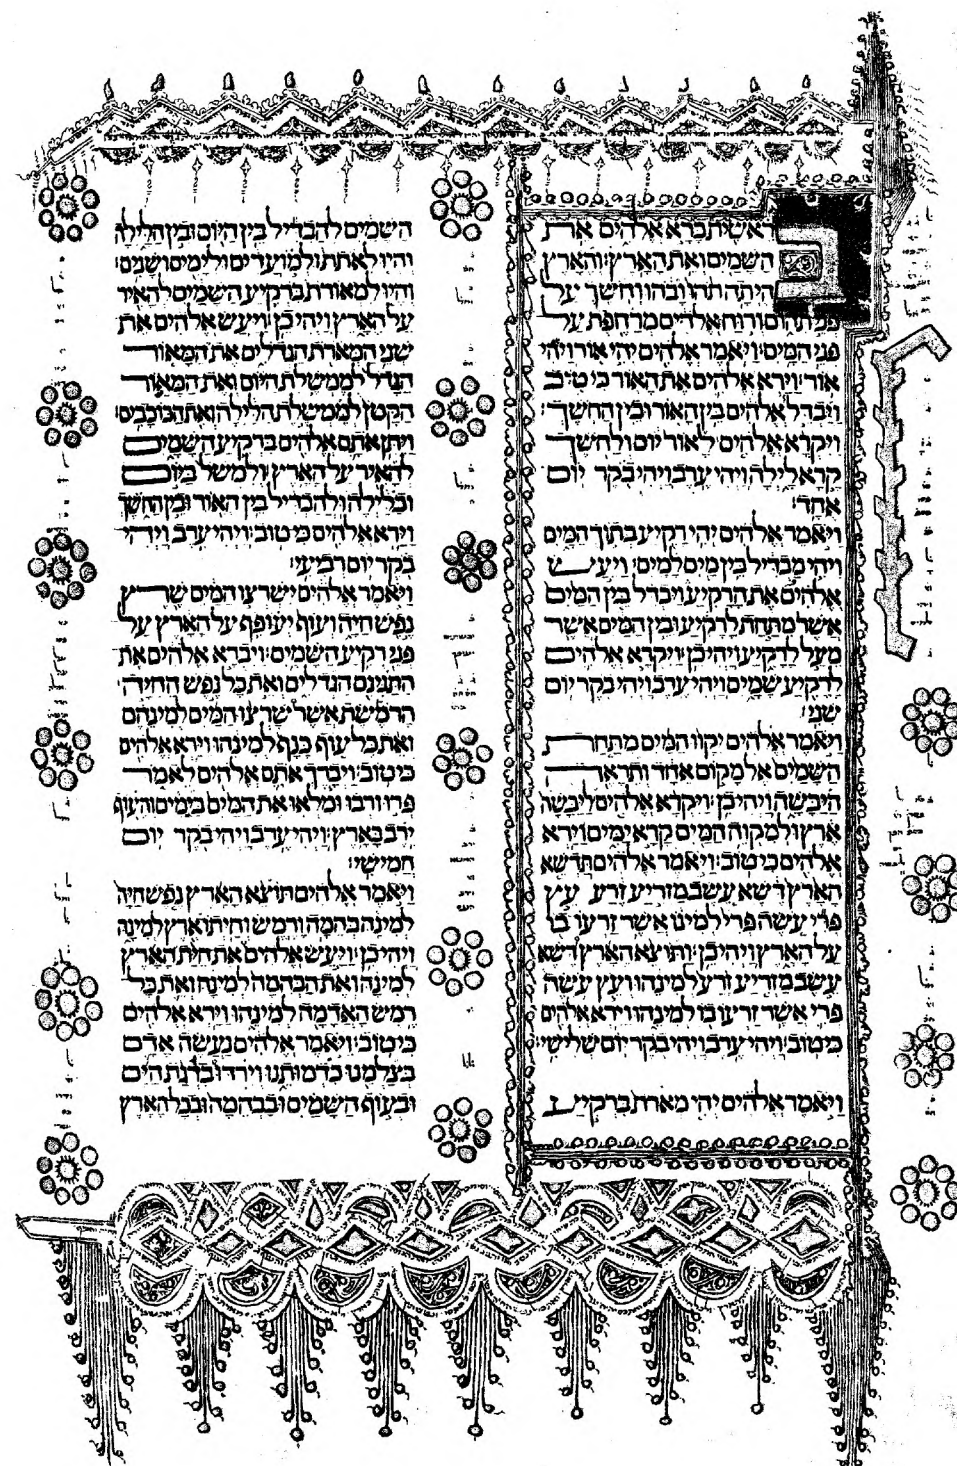 ראשית ברא אלהים את
השמים ואת הארץ׃ והארץ
היתה תהו ובהו וחשך על
פני תהום ורוח אלהים מרחפת על
פני המים׃ ויאמר אלהים יהי אור ויהי
אור׃ וירא אלהים את האור כי טוב
ויבדל אלהים בין האור ובין החשך׃
ויקרא אלהים לאור יום ולחשך
קרא לילה ויהי ערב ויהי בקר יום
אחד׃
ויאמר אלהים יהי רקיע בתוך המים
ויהי מבדיל בין מים למים׃ ויעש
אלהים את הרקיע ויבדל בין המים
אשר מתחת לרקיע ובין המים אשר
מעל לרקיע ויהי כן׃ ויקרא אלהים
לרקיע שמים ויהי ערב ויהי בקר יום
שני׃
ויאמר אלהים יקוו המים מתחת
השמים אל מקום אחד ותראה
היבשה ויהי כן׃ ויקרא אלהים ליבשה
ארץ ולמקוה המים קרא ימים וירא
אלהים כי טוב׃ ויאמר אלהים תדשא
הארץ דשא עשב מזריע זרע עץ
פרי עשה פרי למינו אשר זרעו בו
על הארץ ויהי כן׃ ותוצא הארץ דשא
עשב מזריע זרע למינהו ועץ עשה
פרי אשר זרעו בו למינהו וירא אלהים
כי טוב׃ ויהי ערב ויהי בקר יום שלישי׃
ויאמר אלהים יהי מארת ברקיע
השמים להבדיל בין היום ובין הלילה
והיו לאתת ולמועדים ולימים ושנים׃
והיו למאורת ברקיע השמים להאיר
על הארץ ויהי כן׃ ויעש אלהים את
שני המארת הגדלים את המאור
הגדל לממשלת היום ואת המאור
הקטן לממשלת הלילה ואת הכוכבים׃
ויתן אתם אלהים ברקיע השמים
להאיר על הארץ׃ ולמשל ביום
ובלילה ולהבדיל בין האור ובין החשך
וירא אלהים כי טוב׃ ויהי ערב ויהי
בקר יום רביעי׃
ויאמר אלהים ישרצו המים שרץ
נפש חיה ועוף יעופף על הארץ על
פני רקיע השמים׃ ויברא אלהים את
התנינם הגדלים ואת כל נפש החיה
הרמשת אשר שרצו המים למינהם
ואת כל עוף כנף למינהו וירא אלהים
כי טוב׃ ויברך אתם אלהים לאמר
פרו ורבו ומלאו את המים בימים והעוף
ירב בארץ׃ ויהי ערב ויהי בקר יום
חמישי׃
ויאמר אלהים תוצא הארץ נפש חיה
למינה בהמה ורמש וחיתו ארץ למינה
ויהי כן׃ ויעש אלהים את חית הארץ
למינה ואת הבהמה למינה ואת כל
רמש האדמה למינהו וירא אלהים
כי טוב׃ ויאמר אלהים נעשה אדם
בצלמנו כדמותנו וירדו בדגת הים
ובעוף השמים ובבהמה ובכל הארץ